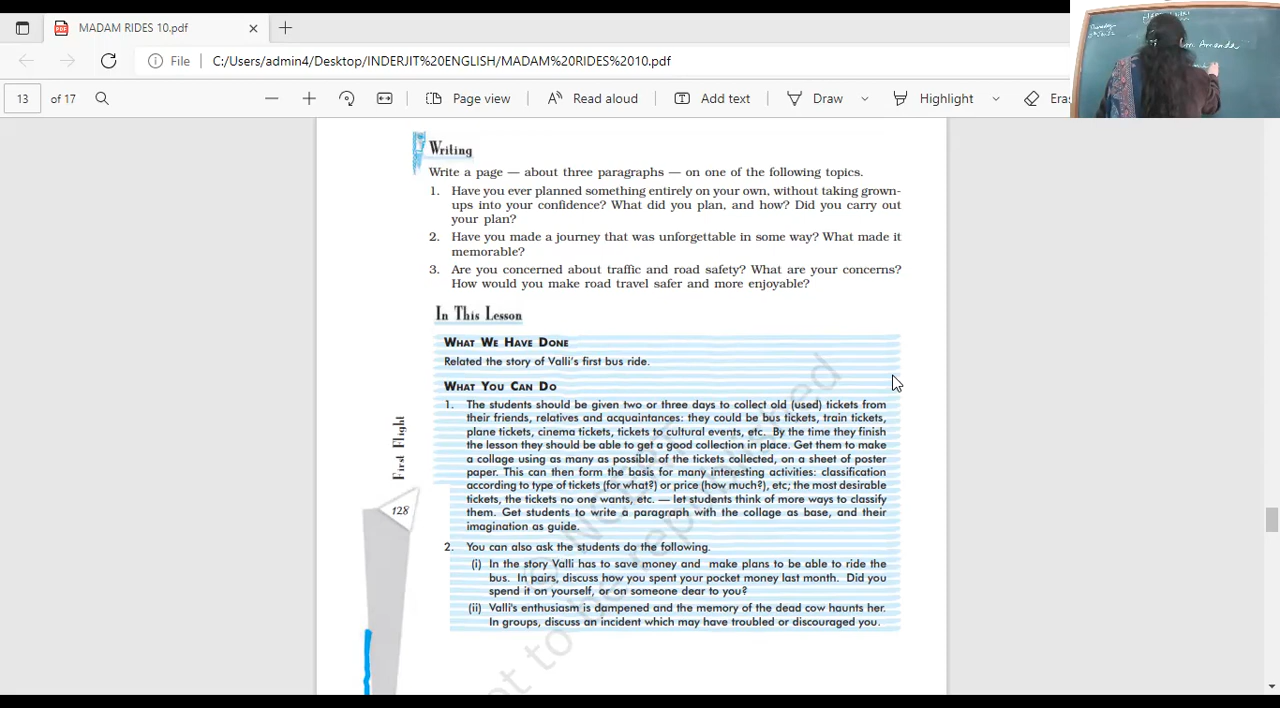 MADAM RIDES 10.pdf
File C:/Users/admin4/Desktop/INDERJIT%20ENGLISH/MADAM%20RIDES%2010.pdf
13 of 17 Page view Read aloud Add text Draw Highlight
Amanda
Writing
Write a page — about three paragraphs — on one of the following topics.
1. Have you ever planned something entirely on your own, without taking grown-
ups into your confidence? What did you plan, and how? Did you carry out
your plan?
2. Have you made a journey that was unforgettable in some way? What made it
memorable?
3. Are you concerned about traffic and road safety? What are your concerns?
How would you make road travel safer and more enjoyable?
In This Lesson
WHAT WE HAVE DONE
Related the story of Valli's first bus ride.
WHAT YOU CAN DO
1. The students should be given two or three days to collect old (used) tickets from
their friends, relatives and acquaintances: they could be bus tickets, train tickets,
plane tickets, cinema tickets, tickets to cultural events, etc. By the time they finish
the lesson they should be able to get a good collection in place. Get them to make
a collage using as many as possible of the tickets collected, on a sheet of poster
paper. This can then form the basis for many interesting activities: classification
according to type of tickets (for what?) or price (how much?), etc; the most desirable
tickets, the tickets no one wants, etc. — let students think of more ways to classify
them. Get students to write a paragraph with the collage as base, and their
imagination as guide.
2. You can also ask the students do the following.
(i) In the story Valli has to save money and make plans to be able to ride the
bus. In pairs, discuss how you spent your pocket money last month. Did you
spend it on yourself, or on someone dear to you?
(ii) Valli's enthusiasm is dampened and the memory of the dead cow haunts her.
In groups, discuss an incident which may have troubled or discouraged you.
First Flight
128